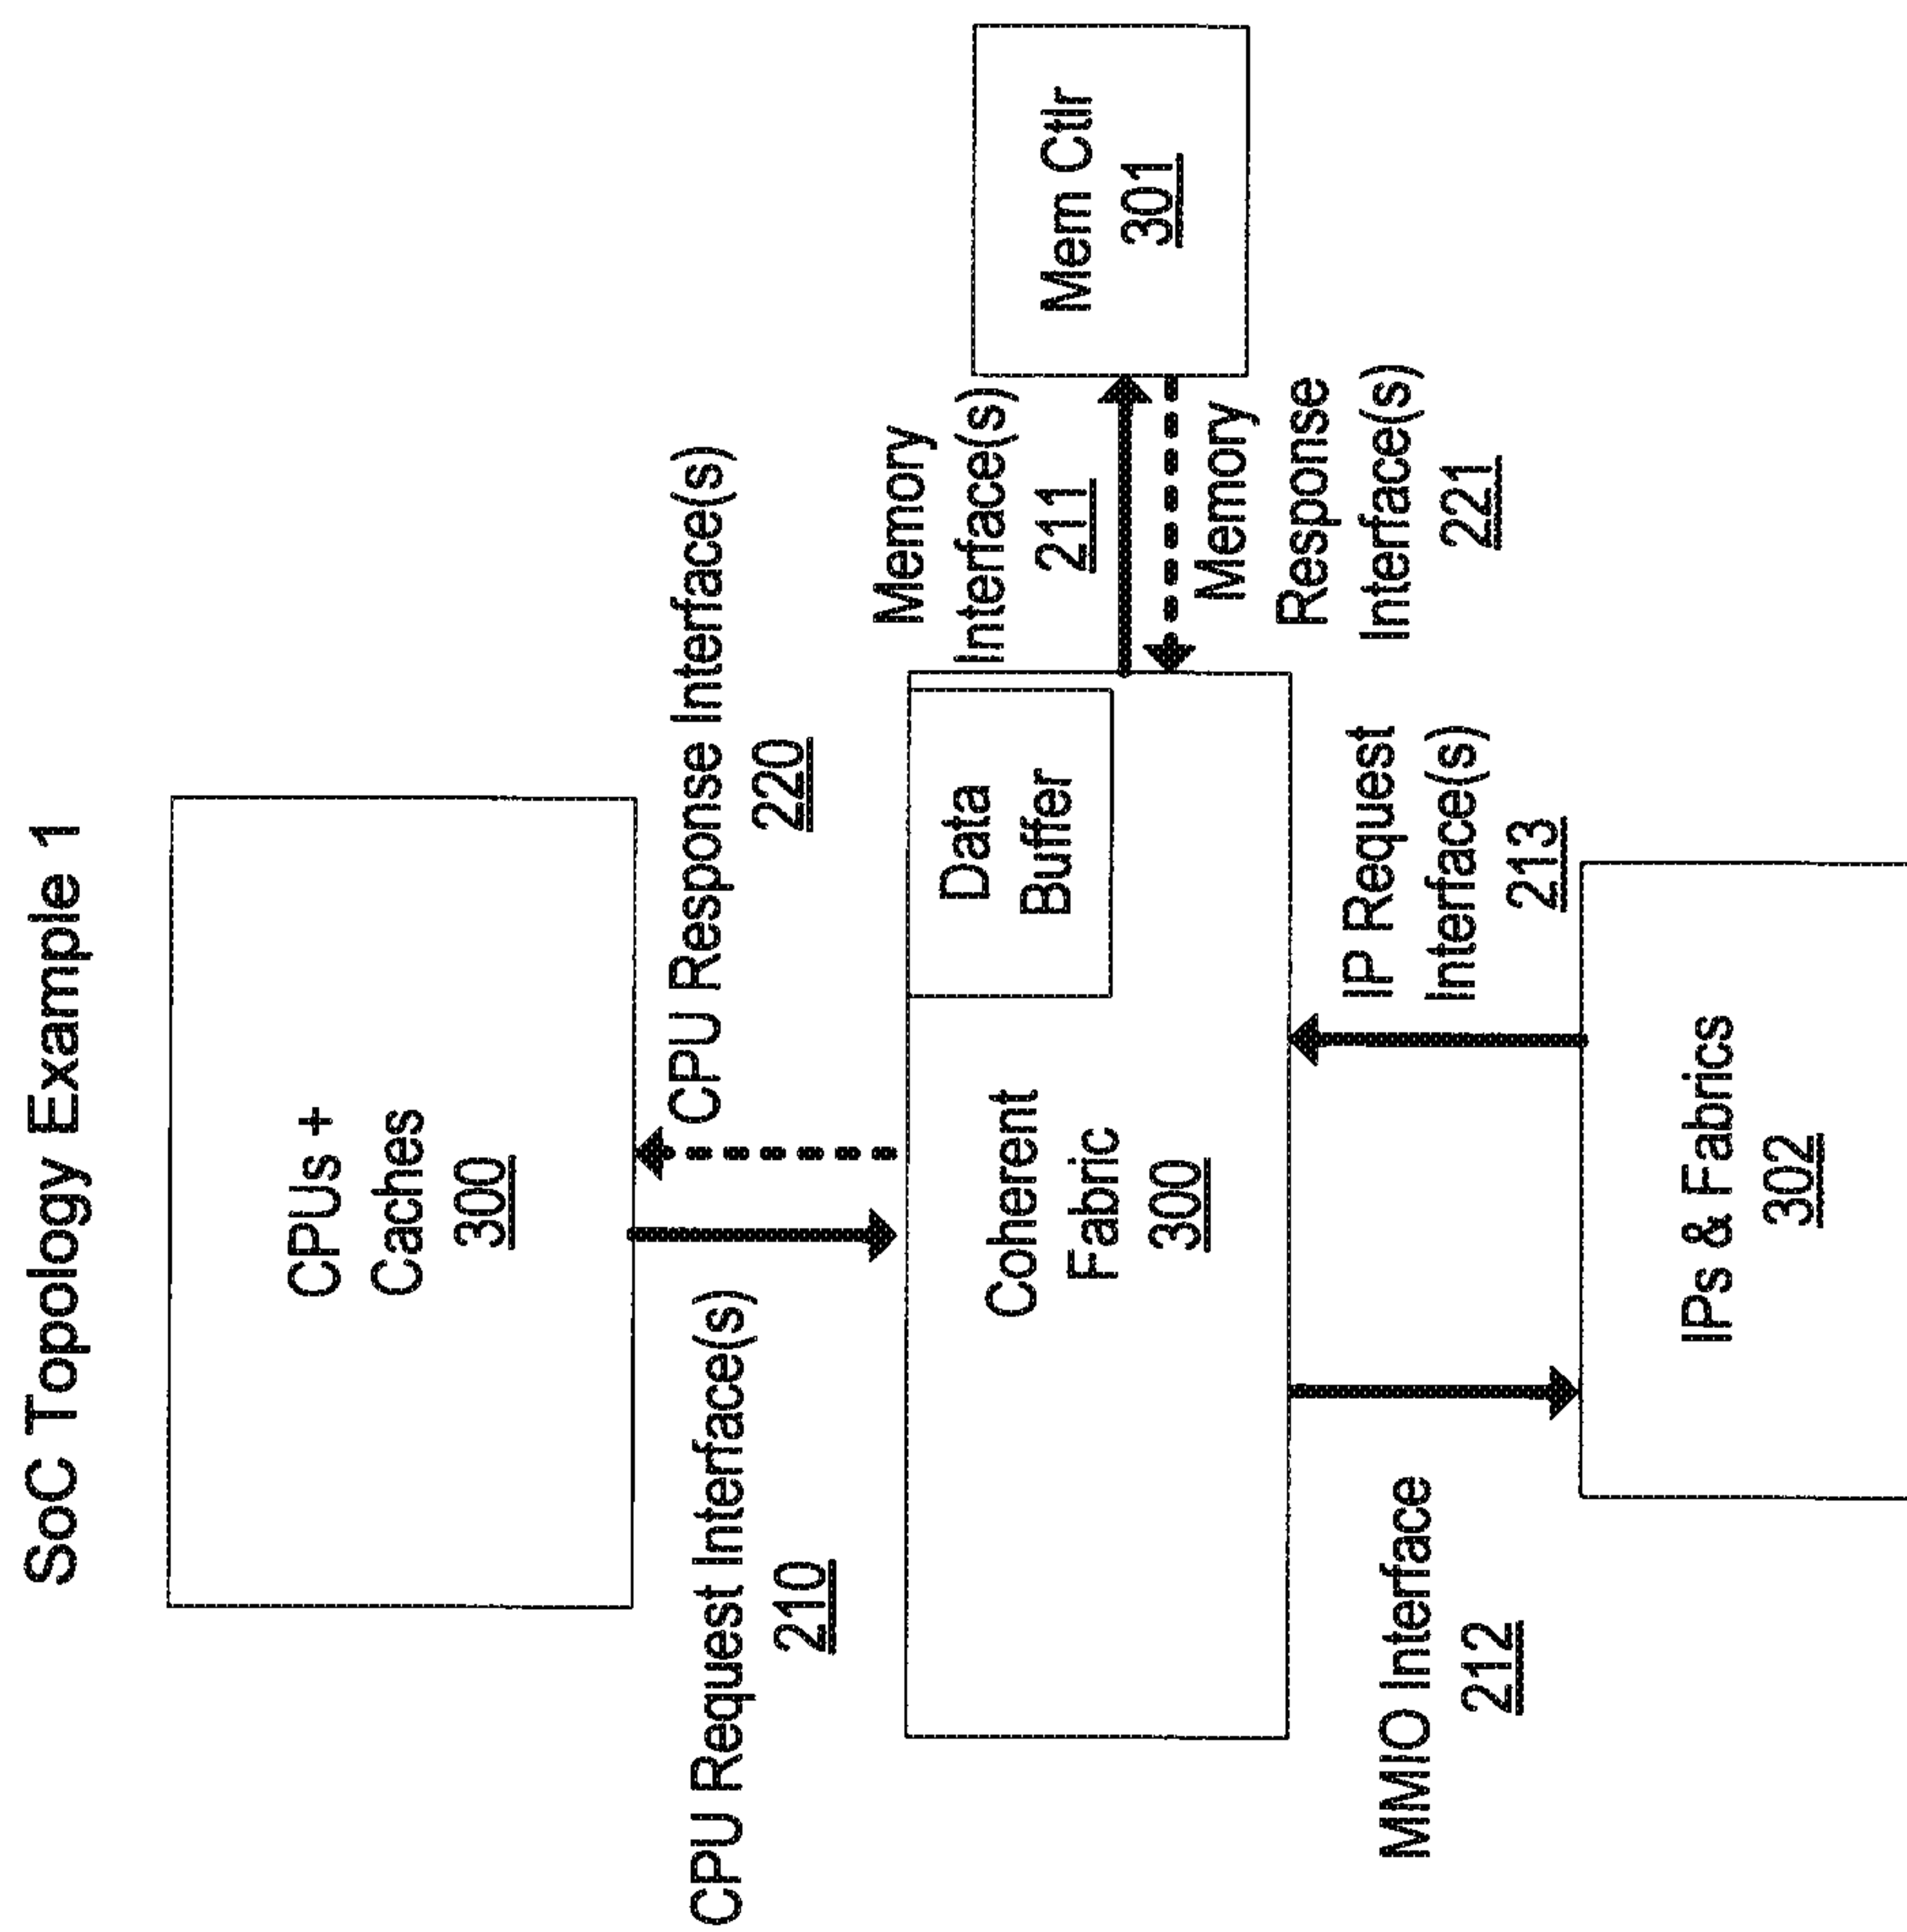 SoC Topology Example 1
CPUs +
Caches
300
CPU Request Interface(s)
210
CPU Response Interface(s)
220
Coherent
Fabric
300
Data
Buffer
Memory
Interface(s)
211
Mem Ctlr
301
Memory
Response
Interface(s)
221
MMIO Interface
212
IP Request
Interface(s)
213
IPs & Fabrics
302